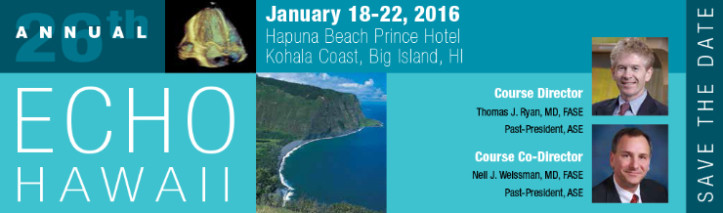 26th
ANNUAL
ECHO
HAWAII
January 18-22, 2016
Hapuna Beach Prince Hotel
Kohala Coast, Big Island, HI
Course Director
Thomas J. Ryan, MD, FASE
Past-President, ASE
Course Co-Director
Neil J. Weissman, MD, FASE
Past-President, ASE
SAVE THE DATE